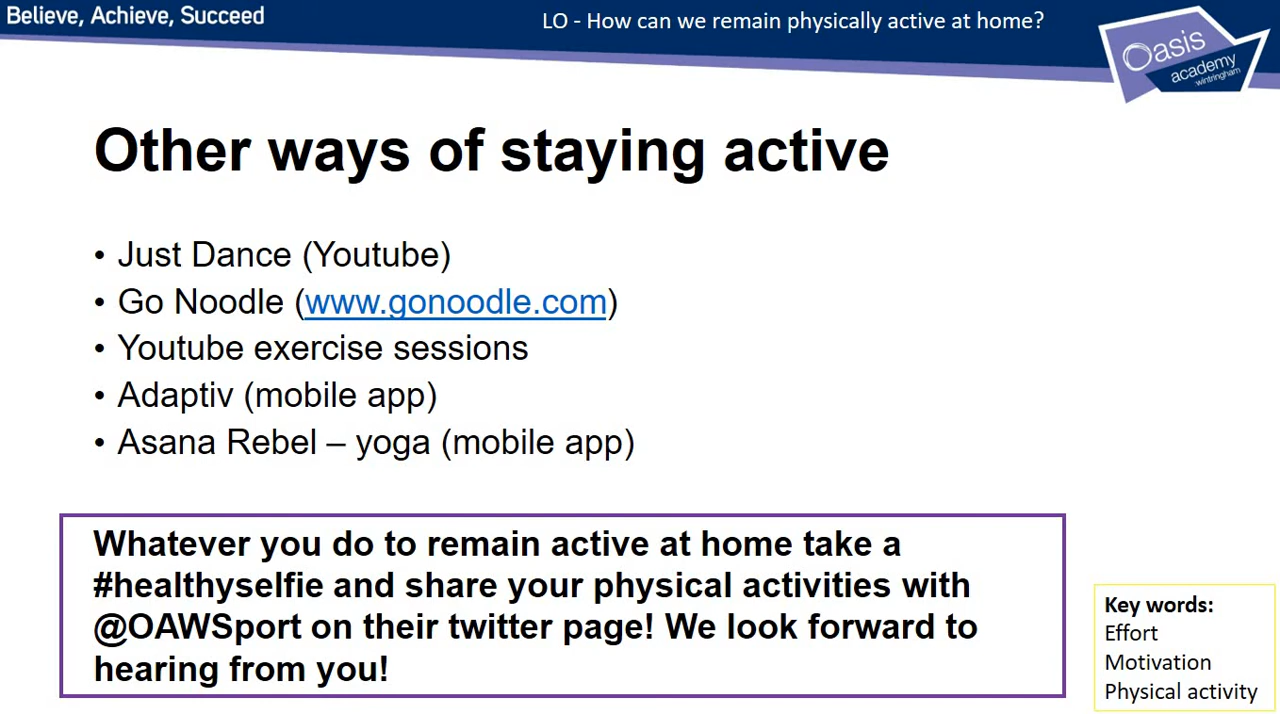 Believe, Achieve, Succeed
LO - How can we remain physically active at home?
Oasis
academy
wintringham
Other ways of staying active
• Just Dance (Youtube)
• Go Noodle (www.gonoodle.com)
• Youtube exercise sessions
• Adaptiv (mobile app)
• Asana Rebel – yoga (mobile app)
Whatever you do to remain active at home take a
#healthyselfie and share your physical activities with
@OAWSport on their twitter page! We look forward to
hearing from you!
Key words:
Effort
Motivation
Physical activity